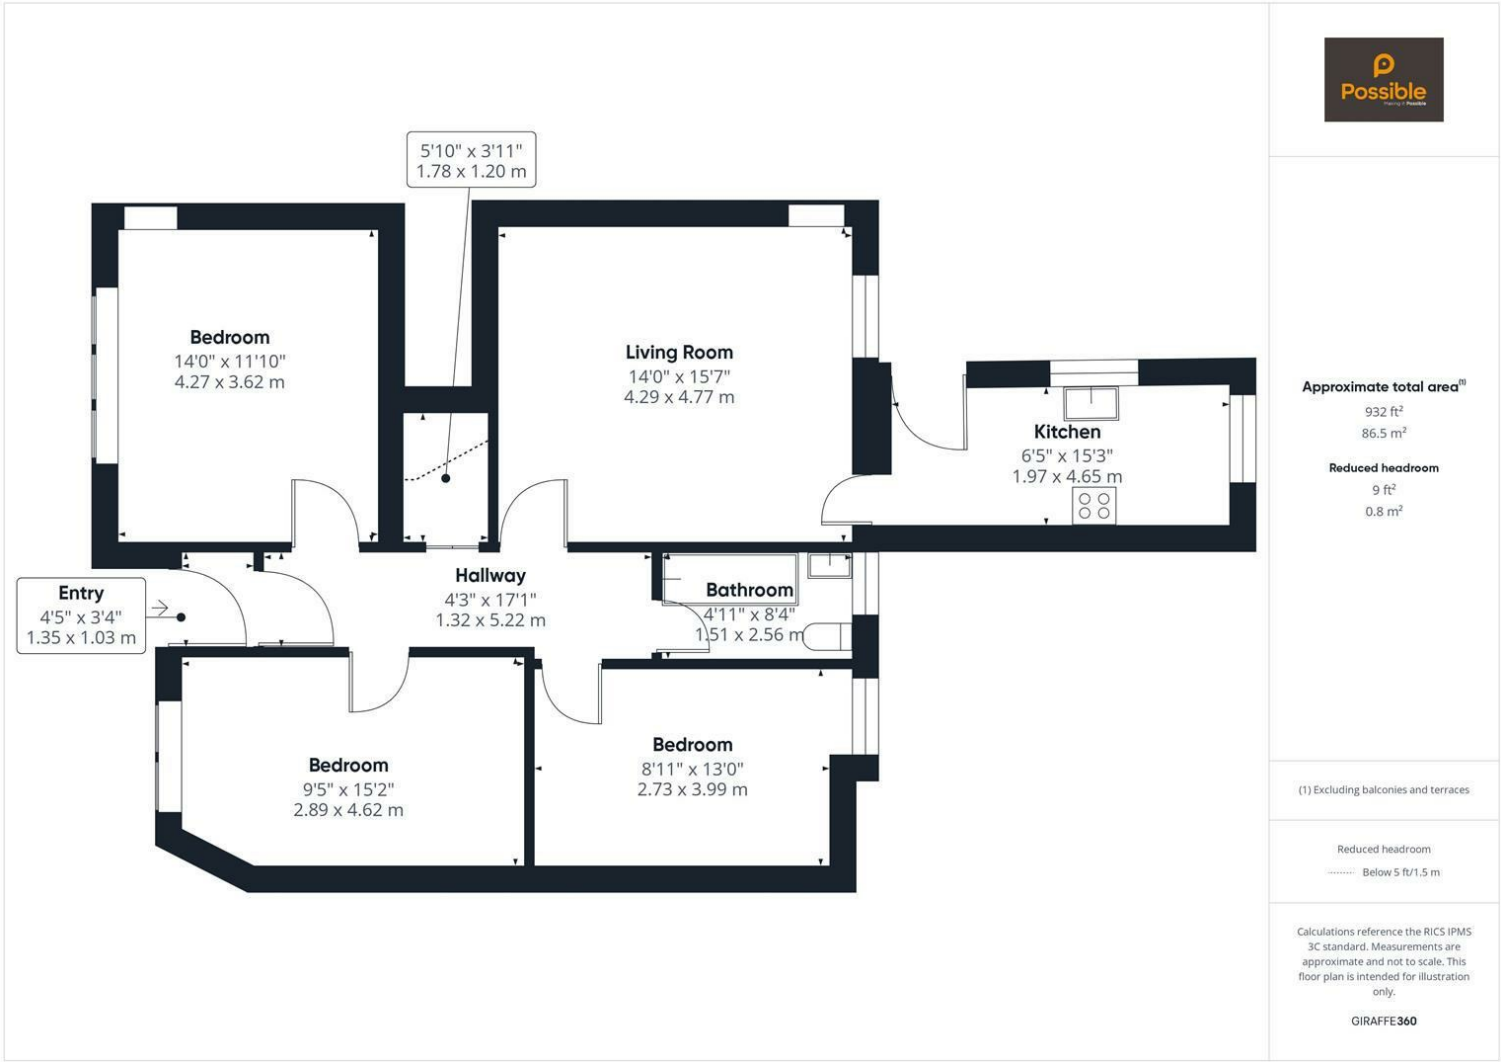 5'10" x 3'11"
1.78 x 1.20 m
Bedroom
14'0" x 11'10"
4.27 x 3.62 m
Living Room
14'0" x 15'7"
4.29 x 4.77 m
Kitchen
6'5" x 15'3"
1.97 x 4.65 m
Entry
4'5" x 3'4"
1.35 x 1.03 m
Hallway
4'3" x 17'1"
1.32 x 5.22 m
Bathroom
4'11" x 8'4"
1.51 x 2.56 m
Bedroom
9'5" x 15'2"
2.89 x 4.62 m
Bedroom
8'11" x 13'0"
2.73 x 3.99 m
Possible
Making it Possible
Approximate total area(1)
932 ft²
86.5 m²
Reduced headroom
9 ft²
0.8 m²
(1) Excluding balconies and terraces
Reduced headroom
Below 5 ft/1.5 m
Calculations reference the RICS IPMS
3C standard. Measurements are
approximate and not to scale. This
floor plan is intended for illustration
only.
GIRAFFE360